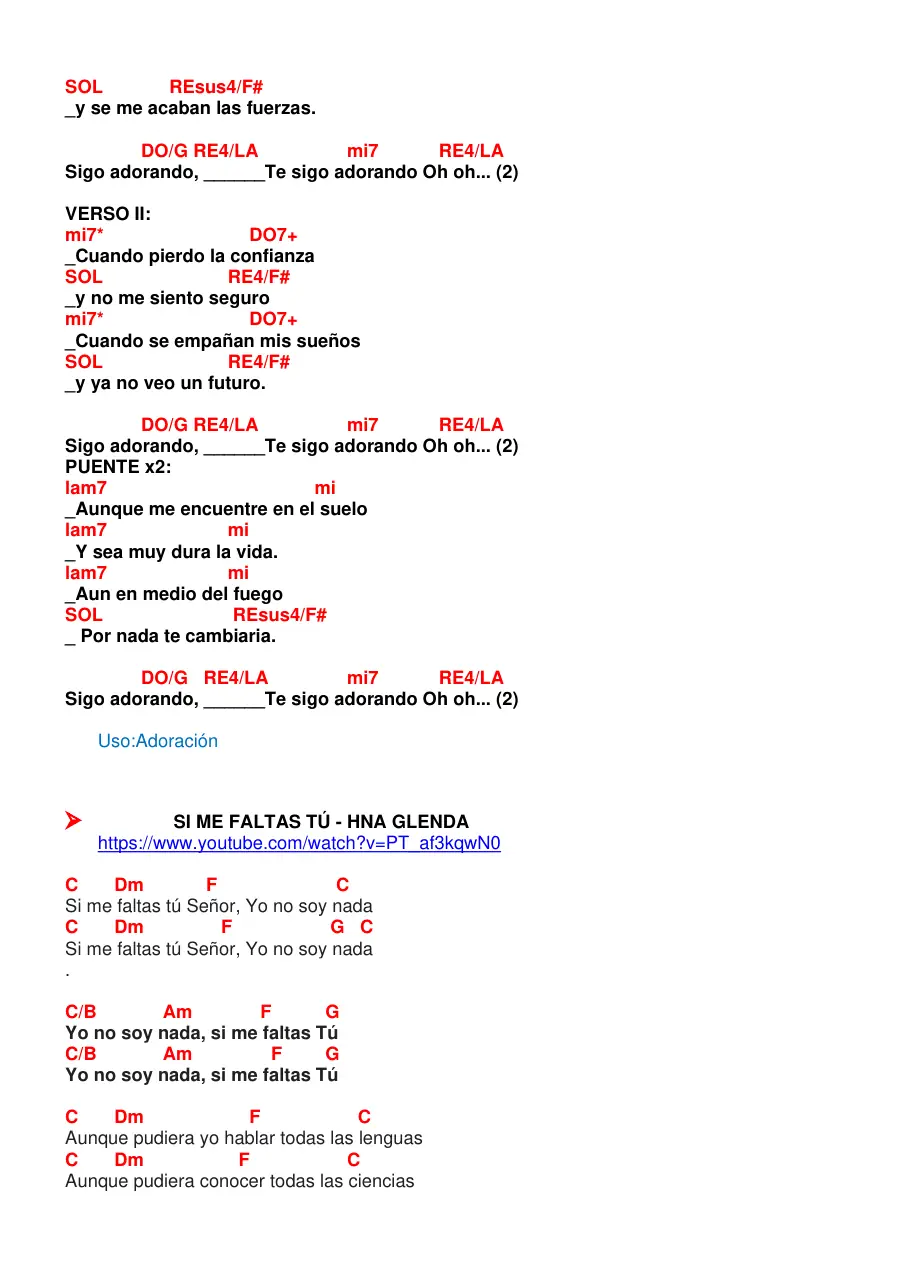 SOL REsus4/F#
_y se me acaban las fuerzas.
DO/G RE4/LA mi7 RE4/LA
Sigo adorando, ______Te sigo adorando Oh oh... (2)
VERSO II:
mi7* DO7+
_Cuando pierdo la confianza
SOL RE4/F#
_y no me siento seguro
mi7* DO7+
_Cuando se empañan mis sueños
SOL RE4/F#
_y ya no veo un futuro.
DO/G RE4/LA mi7 RE4/LA
Sigo adorando, ______Te sigo adorando Oh oh... (2)
PUENTE x2:
lam7 mi
_Aunque me encuentre en el suelo
lam7 mi
_Y sea muy dura la vida.
lam7 mi
_Aun en medio del fuego
SOL REsus4/F#
_ Por nada te cambiaria.
DO/G RE4/LA mi7 RE4/LA
Sigo adorando, ______Te sigo adorando Oh oh... (2)
Uso:Adoración
SI ME FALTAS TÚ - HNA GLENDA
https://www.youtube.com/watch?v=PT_af3kqwN0
C Dm F C
Si me faltas tú Señor, Yo no soy nada
C Dm F G C
Si me faltas tú Señor, Yo no soy nada
.
C/B Am F G
Yo no soy nada, si me faltas Tú
C/B Am F G
Yo no soy nada, si me faltas Tú
C Dm F C
Aunque pudiera yo hablar todas las lenguas
C Dm F C
Aunque pudiera conocer todas las ciencias